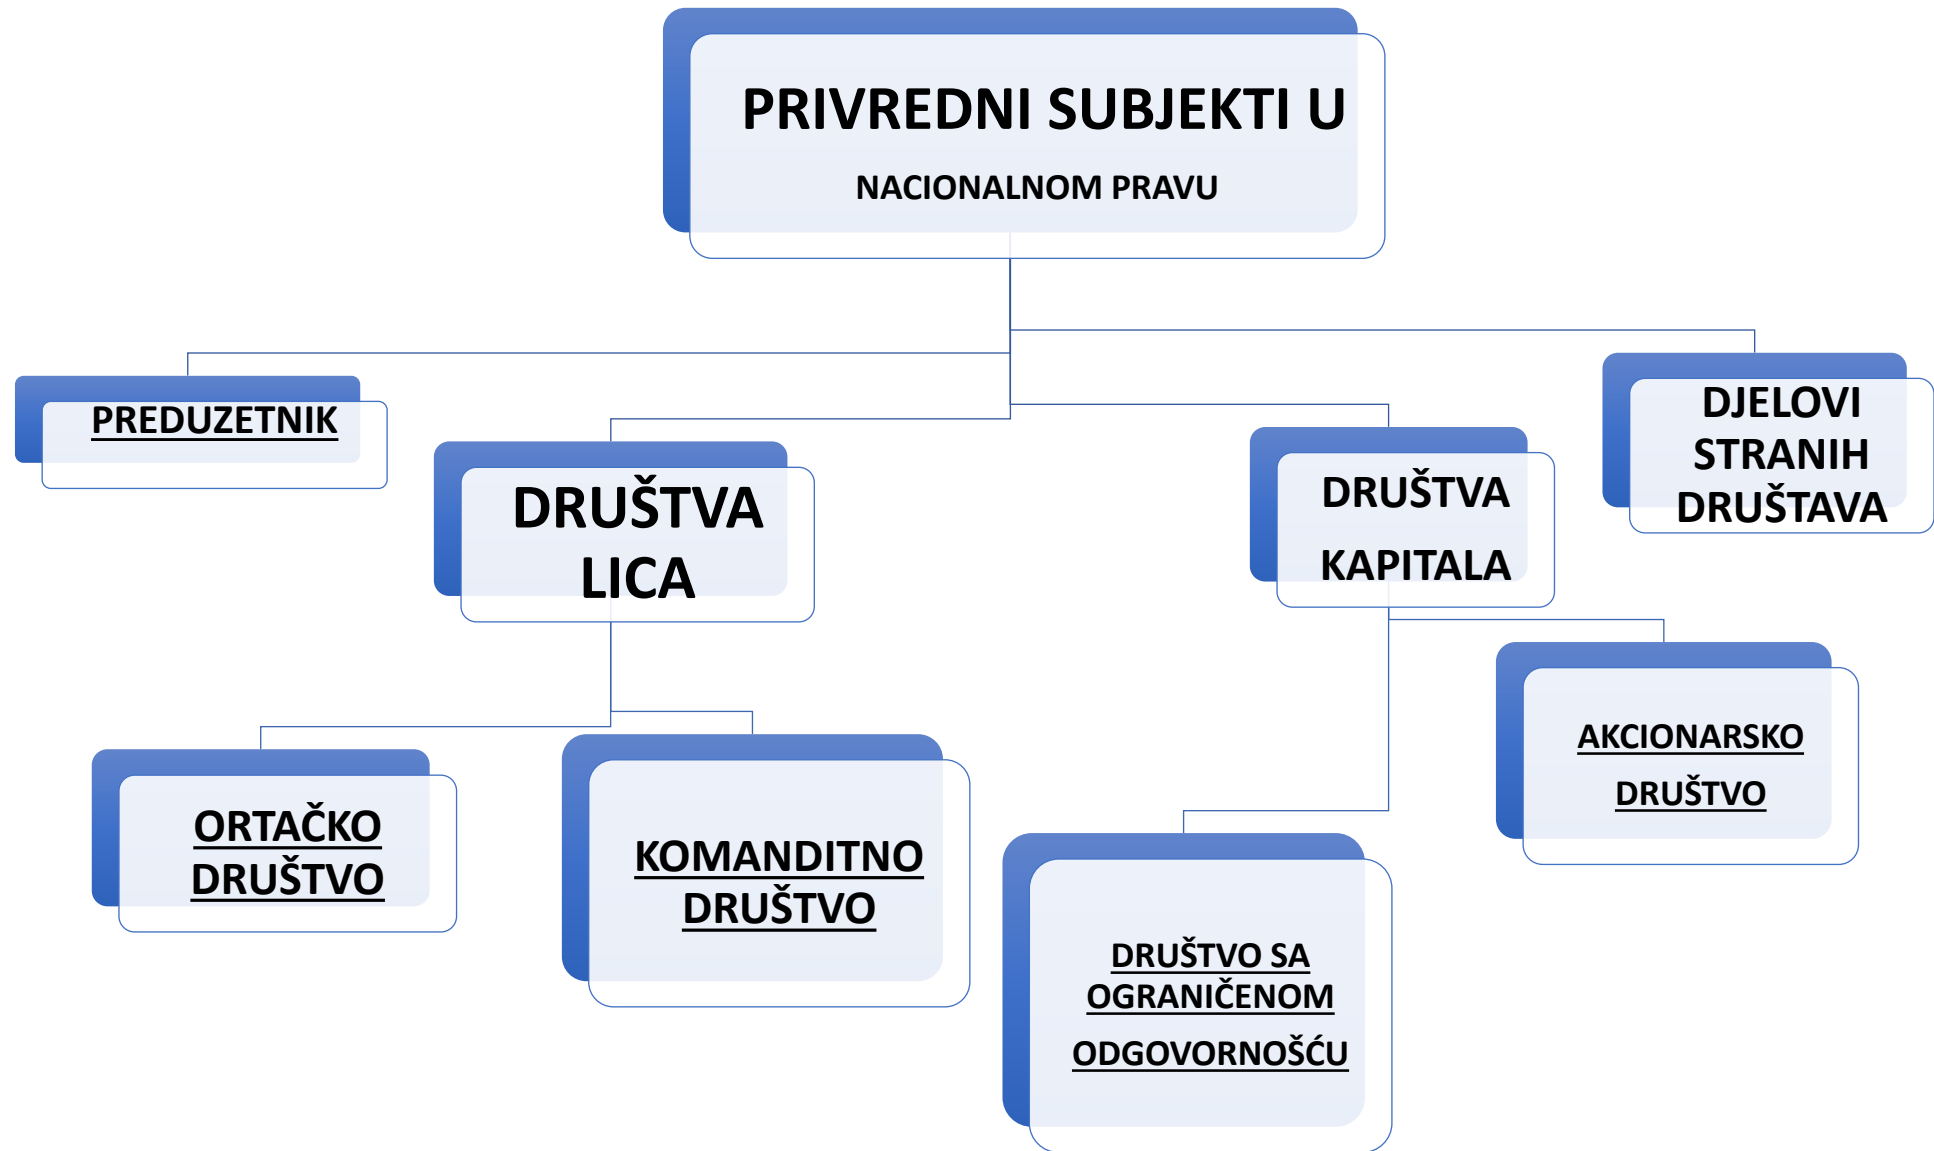 PRIVREDNI SUBJEKTI U
NACIONALNOM PRAVU
PREDUZETNIK
DRUŠTVA
LICA
DRUŠTVA
KAPITALA
DJELOVI
STRANIH
DRUŠTAVA
ORTAČKO
DRUŠTVO
KOMANDITNO
DRUŠTVO
DRUŠTVO SA
OGRANIČENOM
ODGOVORNOŠĆU
AKCIONARSKO
DRUŠTVO